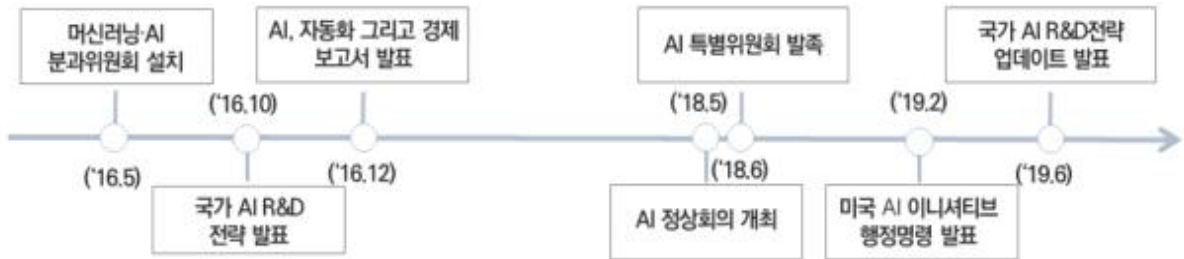 머신러닝·AI
분과위원회 설치
AI, 자동화 그리고 경제
보고서 발표
AI 특별위원회 발족
국가 AI R&D전략
업데이트 발표
(‘16.10)
(‘18.5)
(‘19.2)
(‘16.5)
(‘16.12)
(‘18.6)
(‘19.6)
국가 AI R&D
전략 발표
AI 정상회의 개최
미국 AI 이니셔티브
행정명령 발표